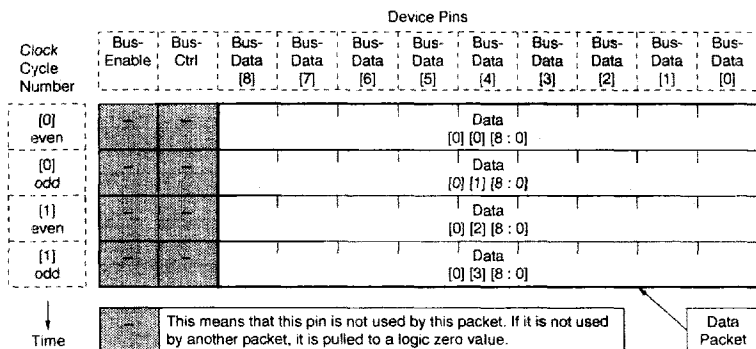 Device Pins
Clock Cycle Number
Bus-Enable
Bus-Ctrl
Bus-Data [8]
Bus-Data [7]
Bus-Data [6]
Bus-Data [5]
Bus-Data [4]
Bus-Data [3]
Bus-Data [2]
Bus-Data [1]
Bus-Data [0]
[0] even
– –
Data
[0] [0] [8 : 0]
[0] odd
– –
Data
[0] [1] [8 : 0]
[1] even
– –
Data
[0] [2] [8 : 0]
[1] odd
– –
Data
[0] [3] [8 : 0]
Time
–
This means that this pin is not used by this packet. If it is not used
by another packet, it is pulled to a logic zero value.
Data
Packet